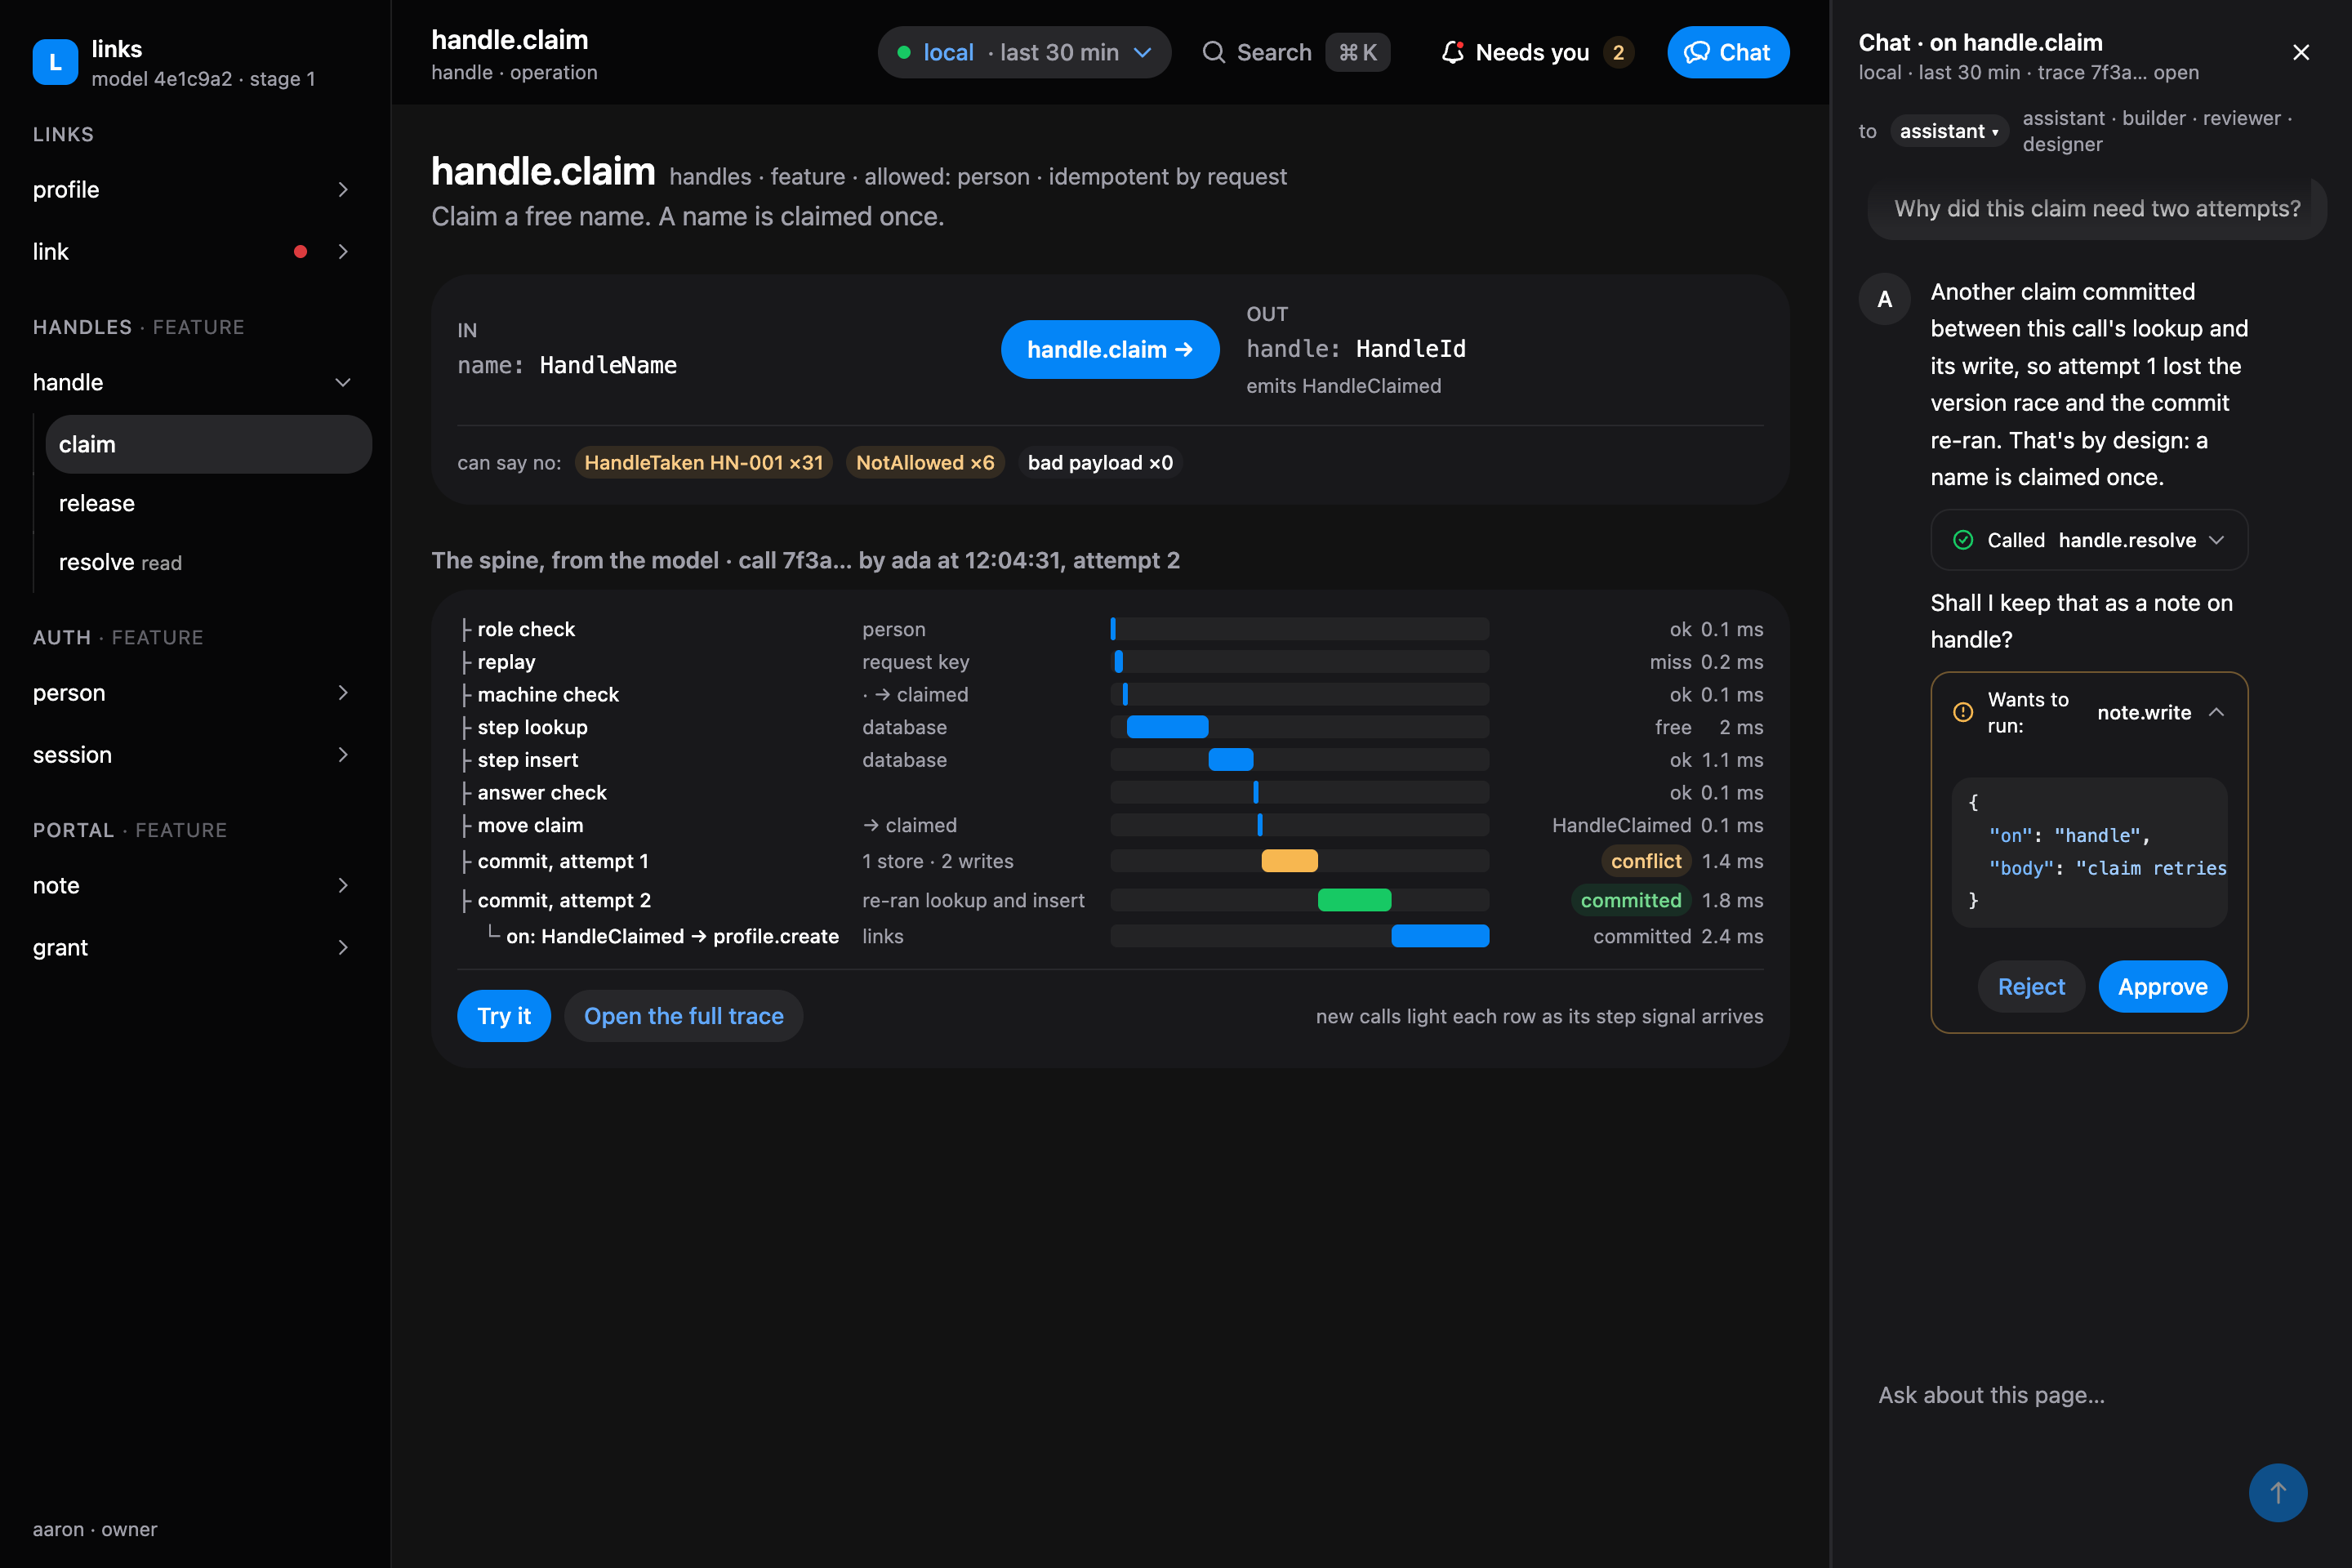 L
links
model 4e1c9a2 · stage 1
LINKS
profile
link
HANDLES · FEATURE
handle
claim
release
resolve read
AUTH · FEATURE
person
session
PORTAL · FEATURE
note
grant
aaron · owner
handle.claim
handle · operation
local · last 30 min
Search ⌘K
Needs you 2
Chat
handle.claim handles · feature · allowed: person · idempotent by request
Claim a free name. A name is claimed once.
IN
name: HandleName
handle.claim →
OUT
handle: HandleId
emits HandleClaimed
can say no: HandleTaken HN-001 ×31 NotAllowed ×6 bad payload ×0
The spine, from the model · call 7f3a... by ada at 12:04:31, attempt 2
├ role check person ok 0.1 ms
├ replay request key miss 0.2 ms
├ machine check · → claimed ok 0.1 ms
├ step lookup database free 2 ms
├ step insert database ok 1.1 ms
├ answer check ok 0.1 ms
├ move claim → claimed HandleClaimed 0.1 ms
├ commit, attempt 1 1 store · 2 writes conflict 1.4 ms
├ commit, attempt 2 re-ran lookup and insert committed 1.8 ms
└ on: HandleClaimed → profile.create links committed 2.4 ms
Try it
Open the full trace
new calls light each row as its step signal arrives
Chat · on handle.claim
local · last 30 min · trace 7f3a... open
to assistant ▾ assistant · builder · reviewer ·
designer
Why did this claim need two attempts?
A
Another claim committed
between this call's lookup and
its write, so attempt 1 lost the
version race and the commit
re-ran. That's by design: a
name is claimed once.
Called handle.resolve
Shall I keep that as a note on
handle?
Wants to
run: note.write
{
"on": "handle",
"body": "claim retries
}
Reject
Approve
Ask about this page...